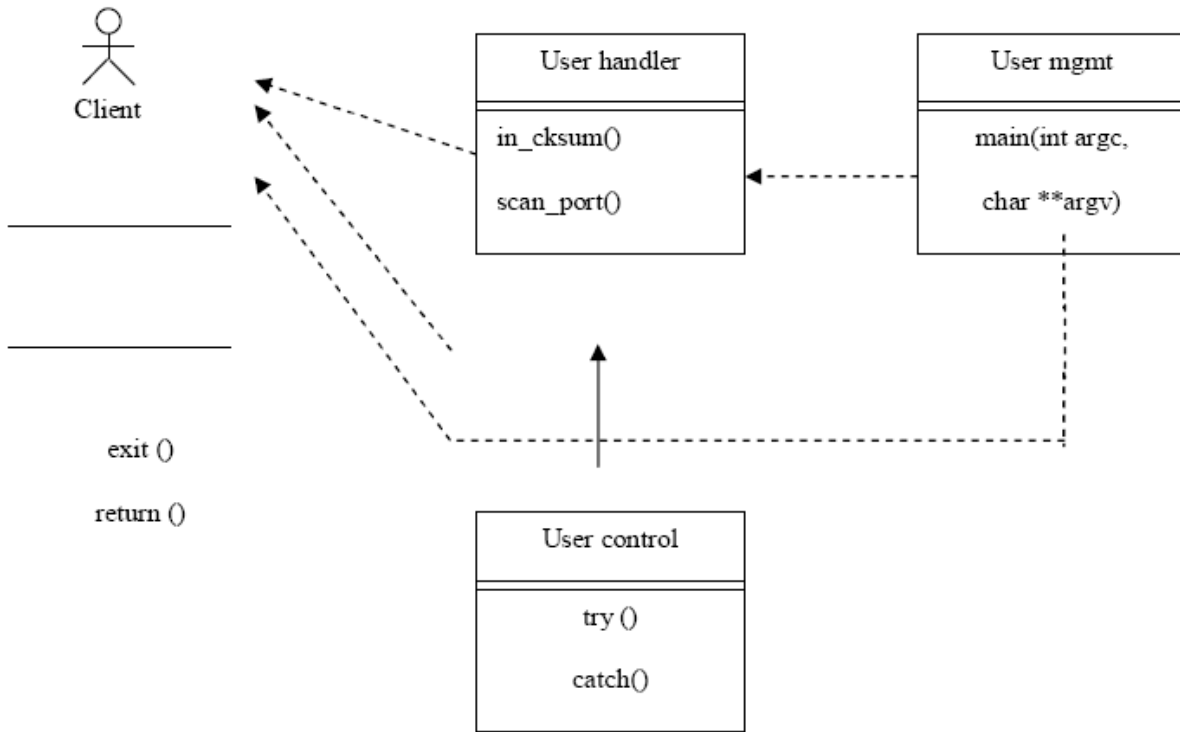 Client
exit ()
return ()
User handler
in_cksum()
scan_port()
User mgmt
main(int argc,
char **argv)
User control
try ()
catch()